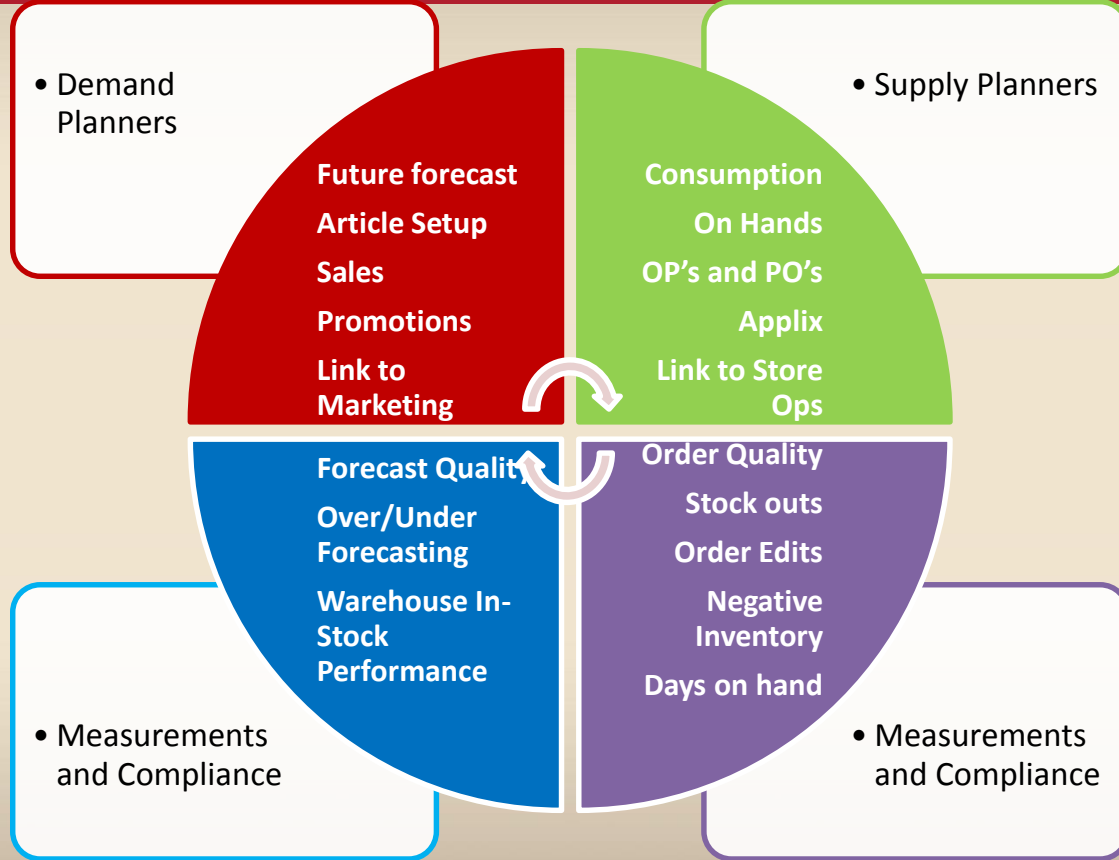 • Demand
Planners
• Supply Planners
Future forecast
Article Setup
Sales
Promotions
Link to
Marketing
Consumption
On Hands
OP’s and PO’s
Applix
Link to Store
Ops
Forecast Quality
Over/Under
Forecasting
Warehouse In-
Stock
Performance
Order Quality
Stock outs
Order Edits
Negative
Inventory
Days on hand
• Measurements
and Compliance
• Measurements
and Compliance